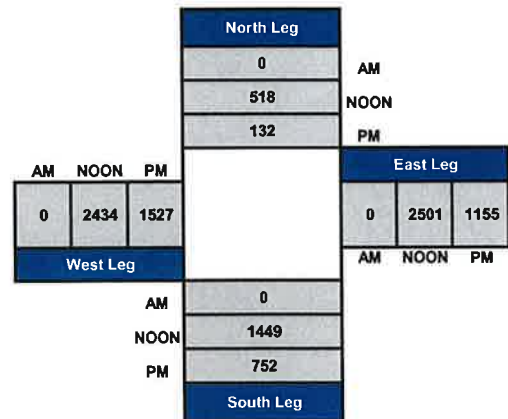 North Leg
0 AM
518 NOON
132 PM
AM NOON PM
East Leg
0 2434 1527
0 2501 1155
West Leg
AM NOON PM
AM 0
NOON 1449
PM 752
South Leg